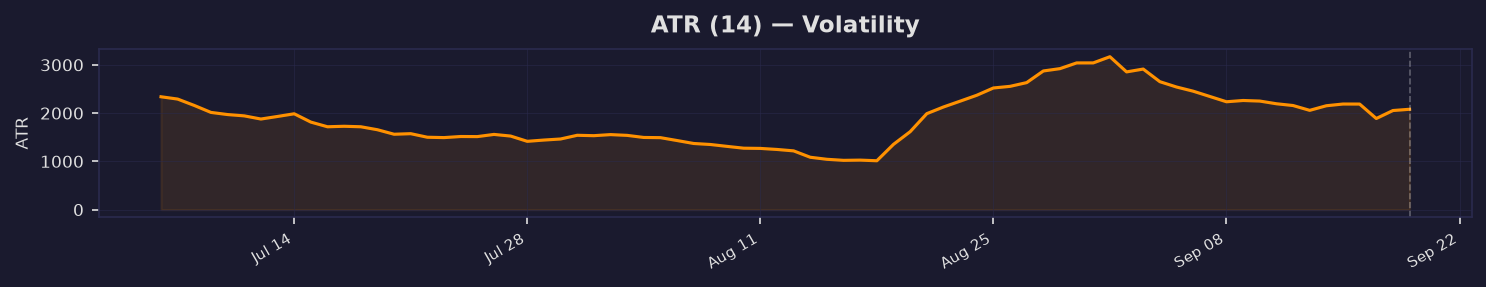 ATR (14) — Volatility
ATR
3000
2000
1000
0
Jul 14
Jul 28
Aug 11
Aug 25
Sep 08
Sep 22